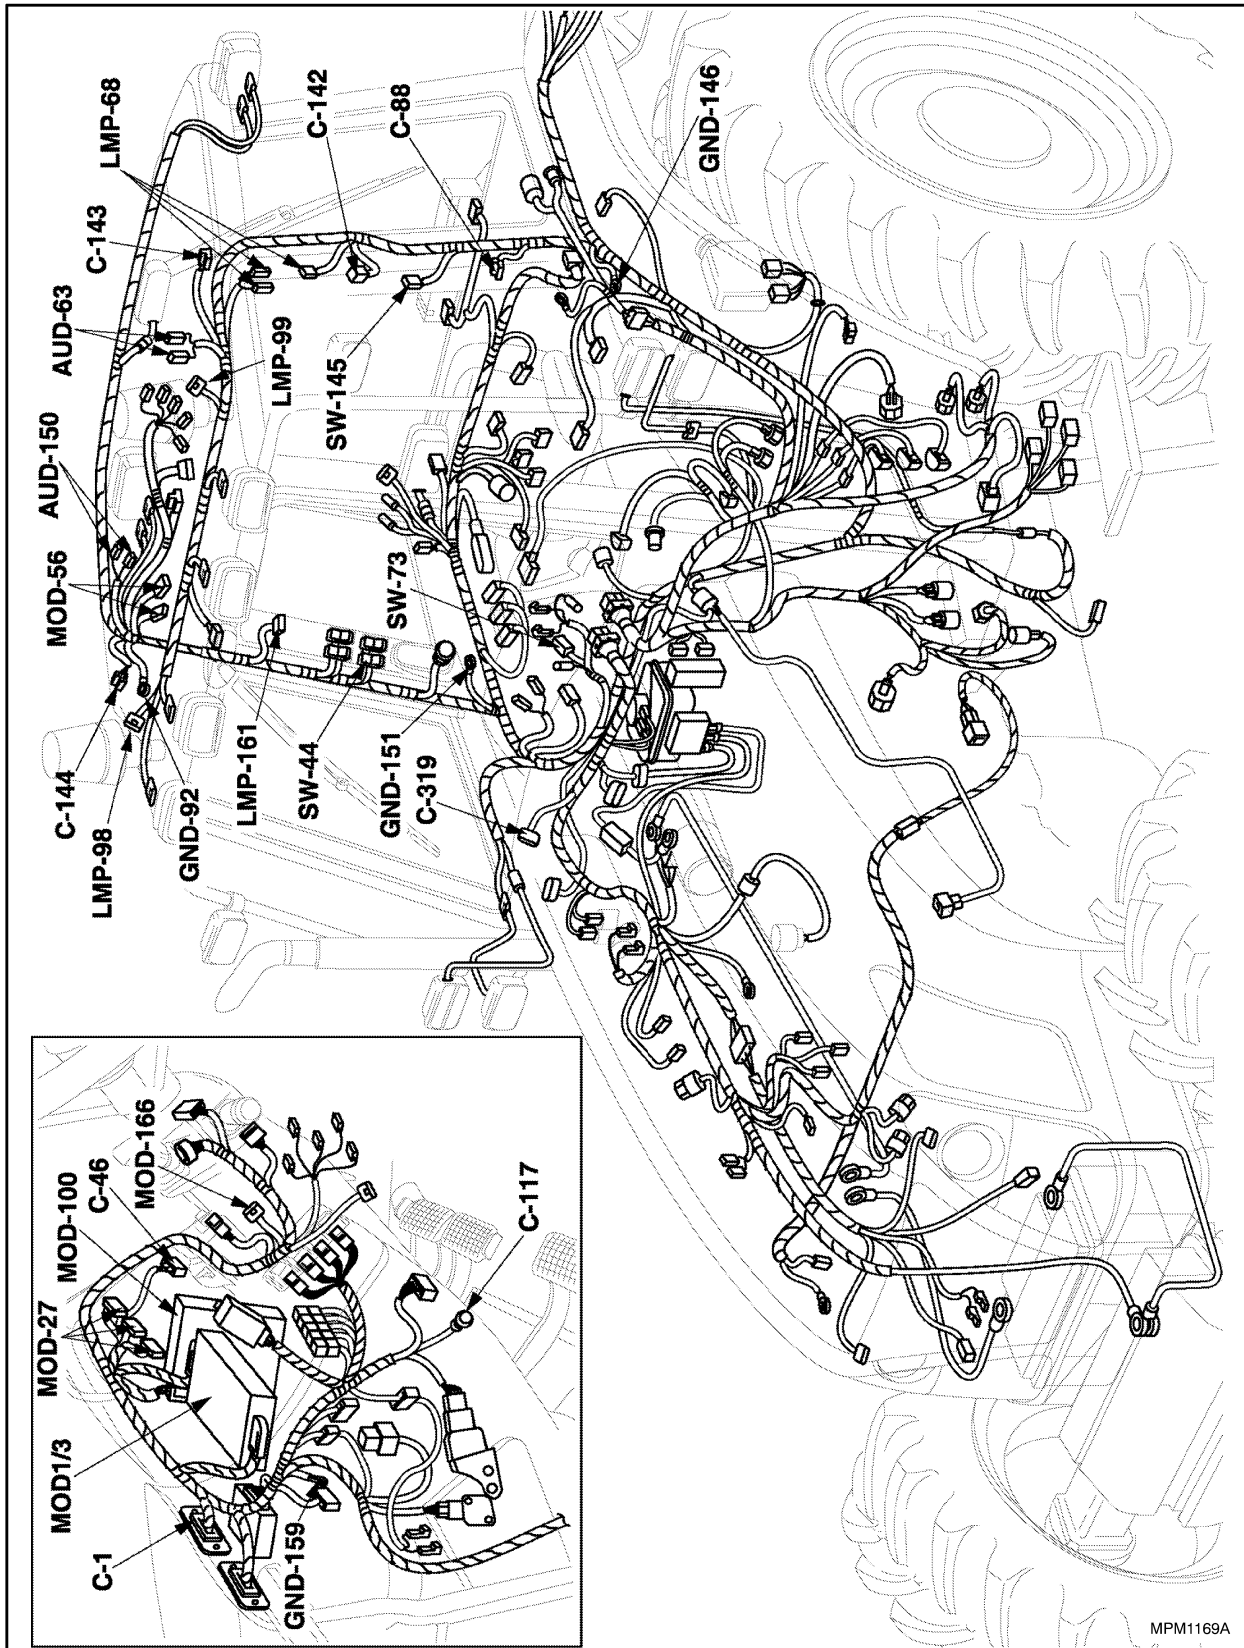 C-143
LMP-68
C-142
C-88
GND-146
AUD-63
LMP-99
SW-145
AUD-150
MOD-56
SW-73
C-144
LMP-98
GND-92
LMP-161
SW-44
GND-151
C-319
MOD1/3
MOD-27
MOD-100
C-46
MOD-166
C-117
C-1
GND-159
MPM1169A